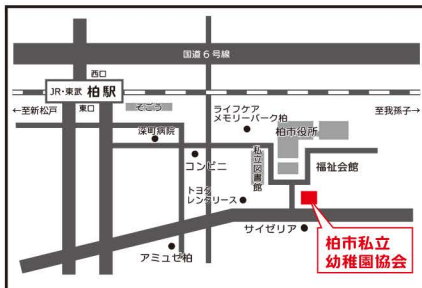 国道6号線
西口
JR・東武 柏駅
そごう
←至新松戸
東口
ライフケア
メモリーパーク柏
至我孫子→
深町病院
柏市役所
コンビニ
私立図書館
福祉会館
トヨタ
レンタリース
サイゼリア
アミュゼ柏
柏市私立
幼稚園協会